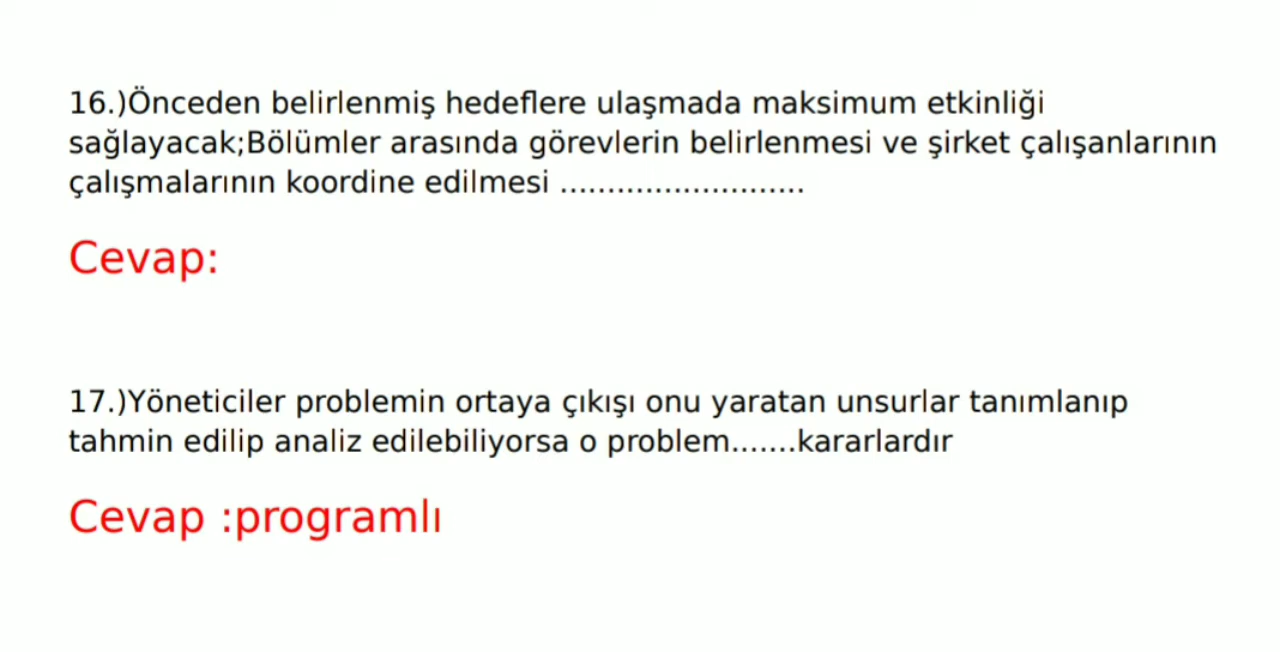 16.)Önceden belirlenmiş hedeflere ulaşmada maksimum etkinliği
sağlayacak;Bölümler arasında görevlerin belirlenmesi ve şirket çalışanlarının
çalışmalarının koordine edilmesi ..........................
Cevap:
17.)Yöneticiler problemin ortaya çıkışı onu yaratan unsurlar tanımlanıp
tahmin edilip analiz edilebiliyorsa o problem.......kararlardır
Cevap :programlı